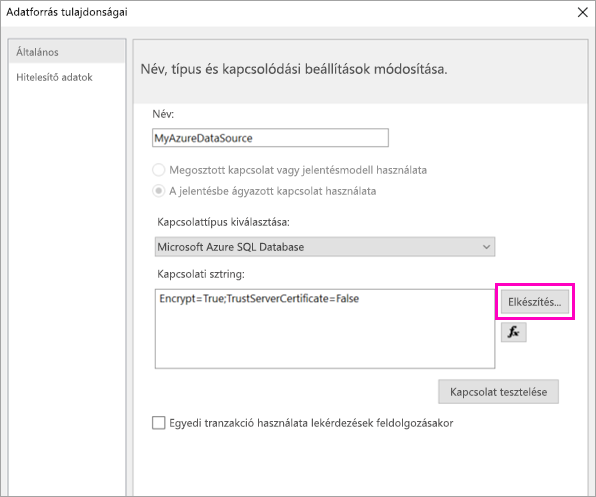 Adatforrás tulajdonságai
Általános
Hitelesítő adatok
Név, típus és kapcsolódási beállítások módosítása.
Név:
MyAzureDataSource
Megosztott kapcsolat vagy jelentésmodell használata
A jelentésbe ágyazott kapcsolat használata
Kapcsolattípus kiválasztása:
Microsoft Azure SQL Database
Kapcsolati sztring:
Encrypt=True;TrustServerCertificate=False
Elkészítés...
fx
Kapcsolat tesztelése
Egyedi tranzakció használata lekérdezések feldolgozásakor